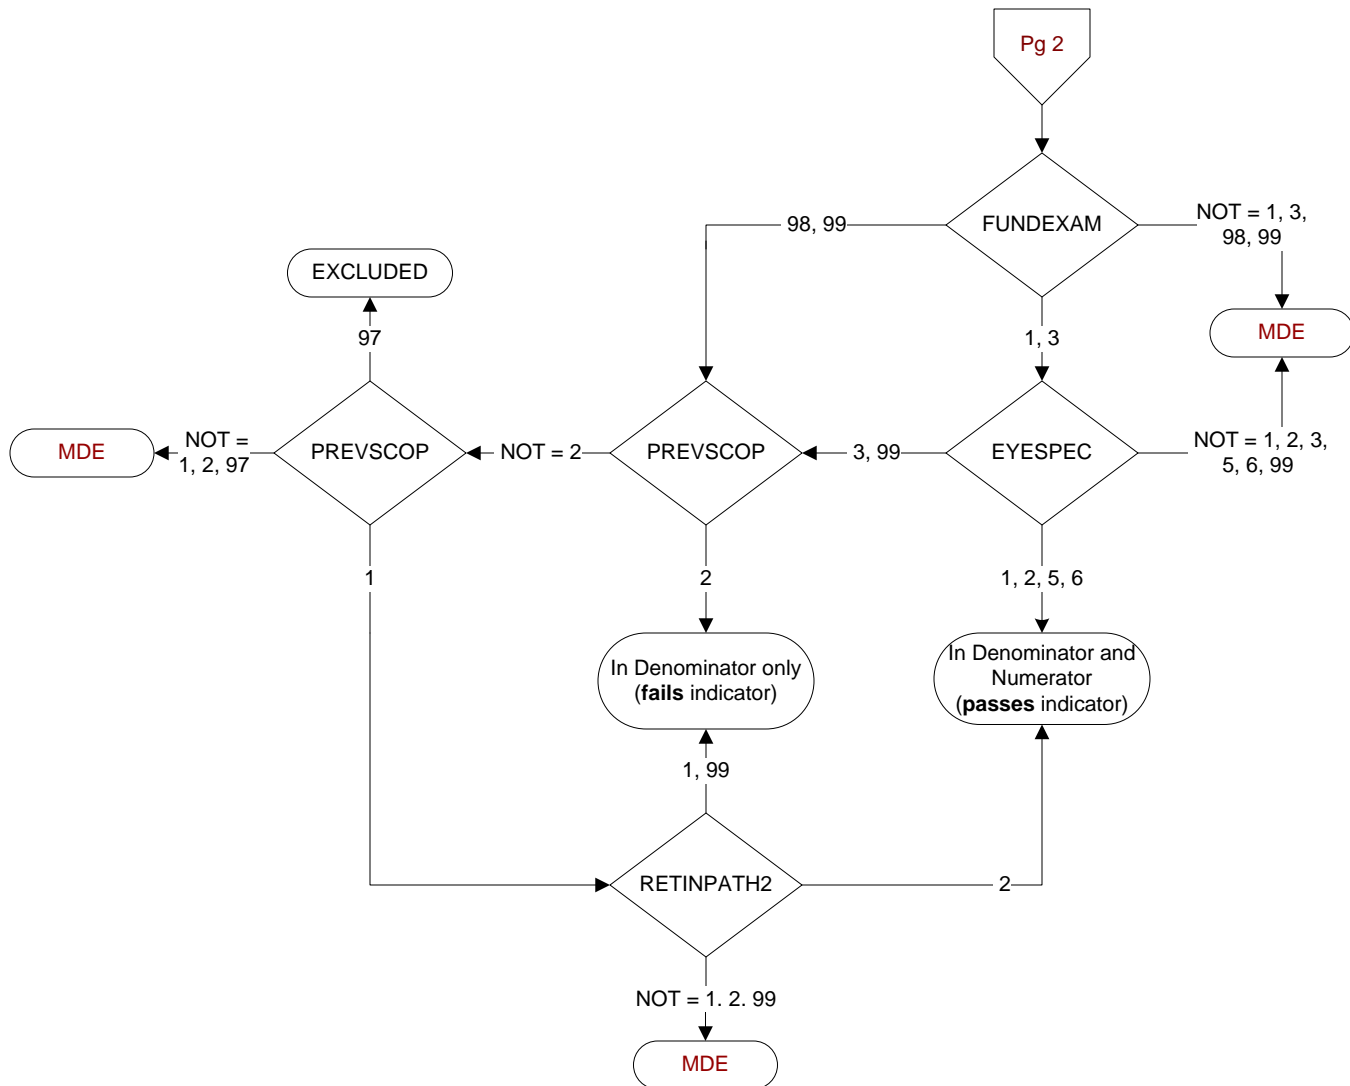 Pg 2
98, 99
FUNDEXAM
NOT = 1, 3,
98, 99
EXCLUDED
97
1, 3
MDE
MDE
NOT =
1, 2, 97
PREVSCOP
NOT = 2
PREVSCOP
3, 99
EYESPEC
NOT = 1, 2, 3,
5, 6, 99
1
2
1, 2, 5, 6
In Denominator only
(fails indicator)
In Denominator and
Numerator
(passes indicator)
1, 99
RETINPATH2
2
NOT = 1. 2. 99
MDE